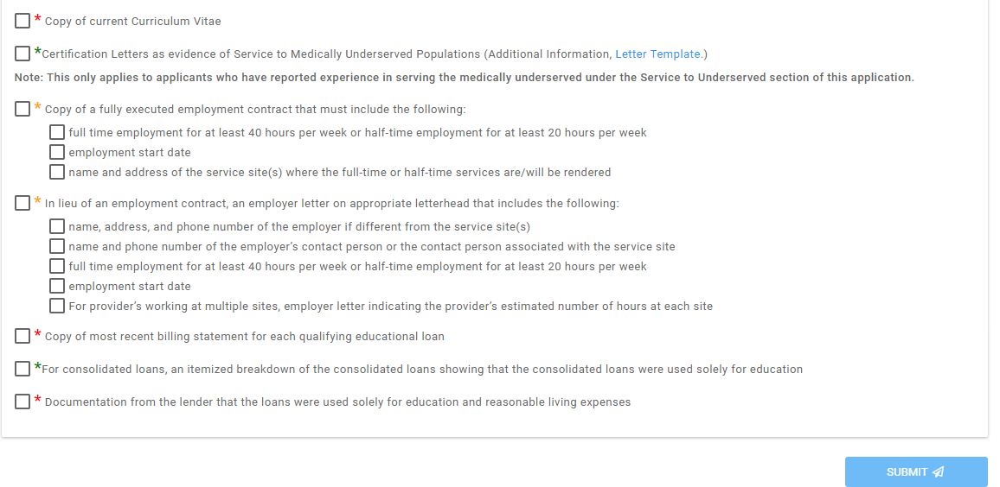 * Copy of current Curriculum Vitae
*Certification Letters as evidence of Service to Medically Underserved Populations (Additional Information, Letter Template.)
Note: This only applies to applicants who have reported experience in serving the medically underserved under the Service to Underserved section of this application.
* Copy of a fully executed employment contract that must include the following:
full time employment for at least 40 hours per week or half-time employment for at least 20 hours per week
employment start date
name and address of the service site(s) where the full-time or half-time services are/will be rendered
* In lieu of an employment contract, an employer letter on appropriate letterhead that includes the following:
name, address, and phone number of the employer if different from the service site(s)
name and phone number of the employer’s contact person or the contact person associated with the service site
full time employment for at least 40 hours per week or half-time employment for at least 20 hours per week
employment start date
For provider’s working at multiple sites, employer letter indicating the provider’s estimated number of hours at each site
* Copy of most recent billing statement for each qualifying educational loan
*For consolidated loans, an itemized breakdown of the consolidated loans showing that the consolidated loans were used solely for education
* Documentation from the lender that the loans were used solely for education and reasonable living expenses
SUBMIT